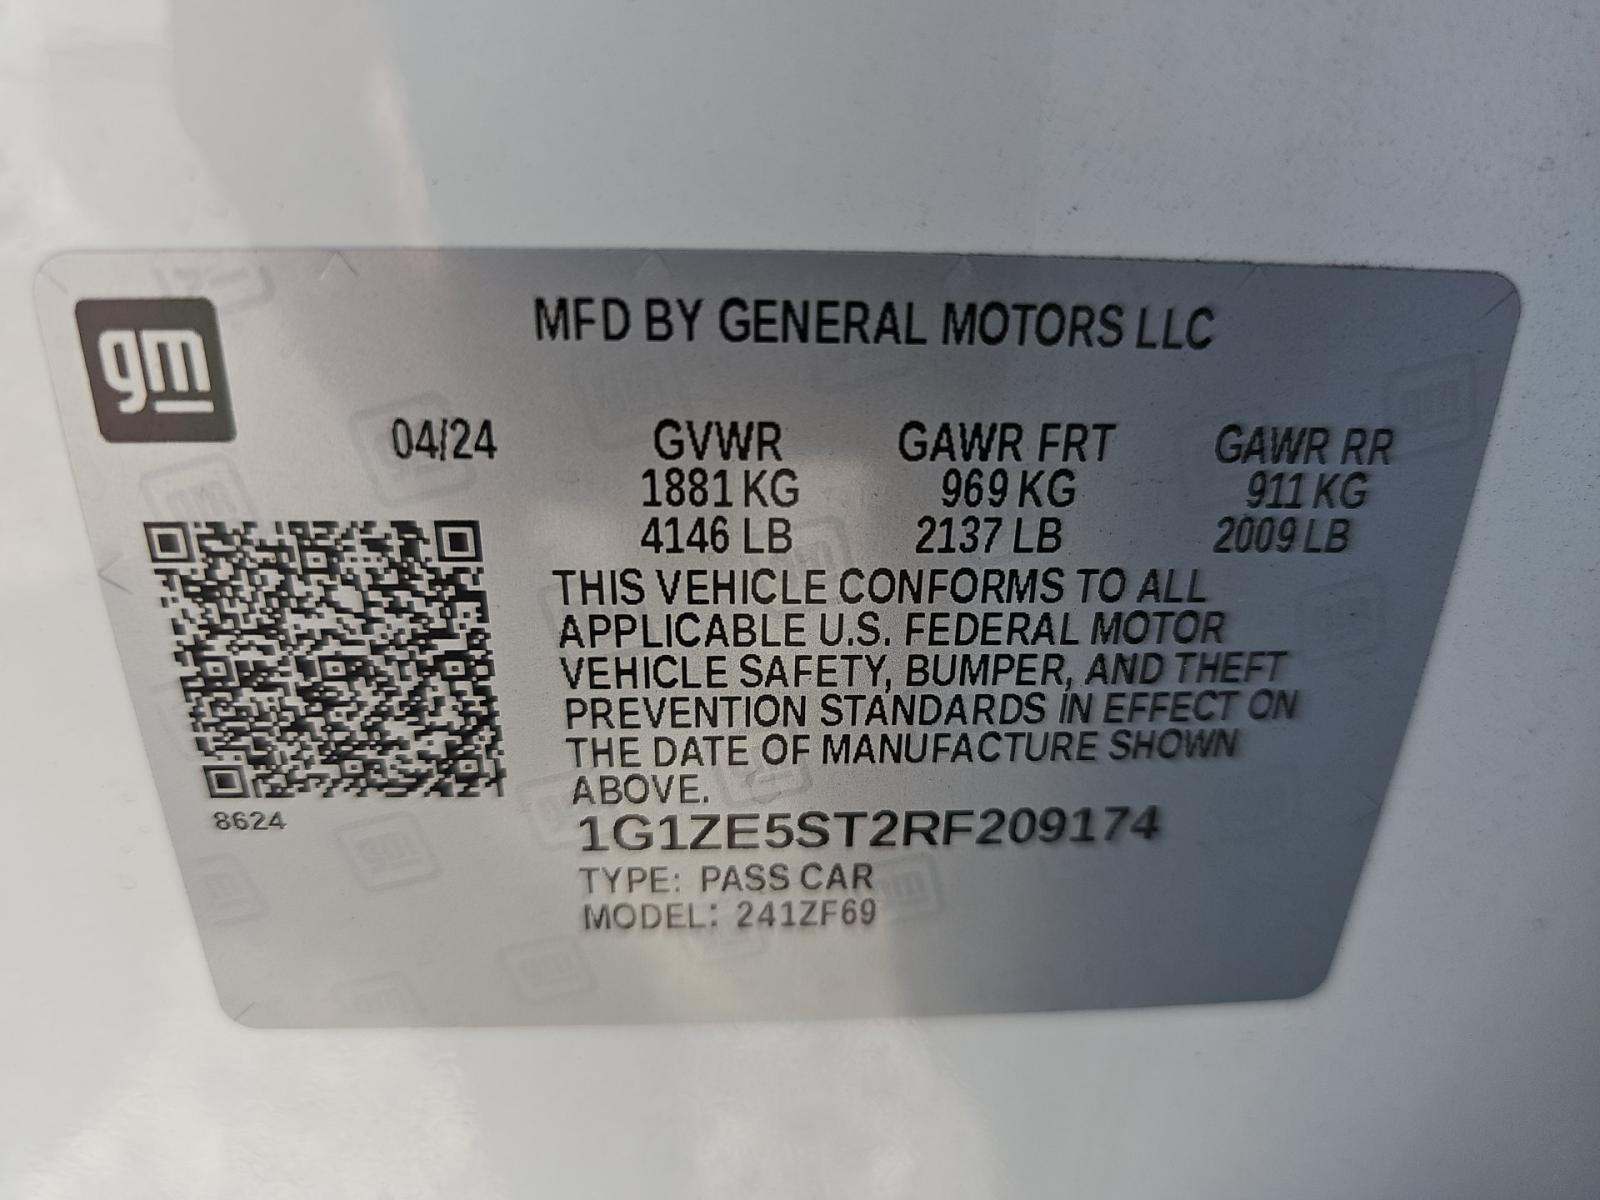 gm
MFD BY GENERAL MOTORS LLC
04/24 GVWR GAWR FRT GAWR RR
1881 KG 969 KG 911 KG
4146 LB 2137 LB 2009 LB
THIS VEHICLE CONFORMS TO ALL
APPLICABLE U.S. FEDERAL MOTOR
VEHICLE SAFETY, BUMPER, AND THEFT
PREVENTION STANDARDS IN EFFECT ON
THE DATE OF MANUFACTURE SHOWN
ABOVE.
8624
1G1ZE5ST2RF209174
TYPE: PASS CAR
MODEL: 241ZF69